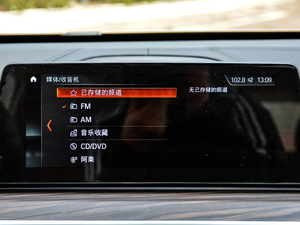 媒体/收音机
102.8 13:09
已存储的频道
无已存储的频道
FM
AM
音乐收藏
CD/DVD
阿楽